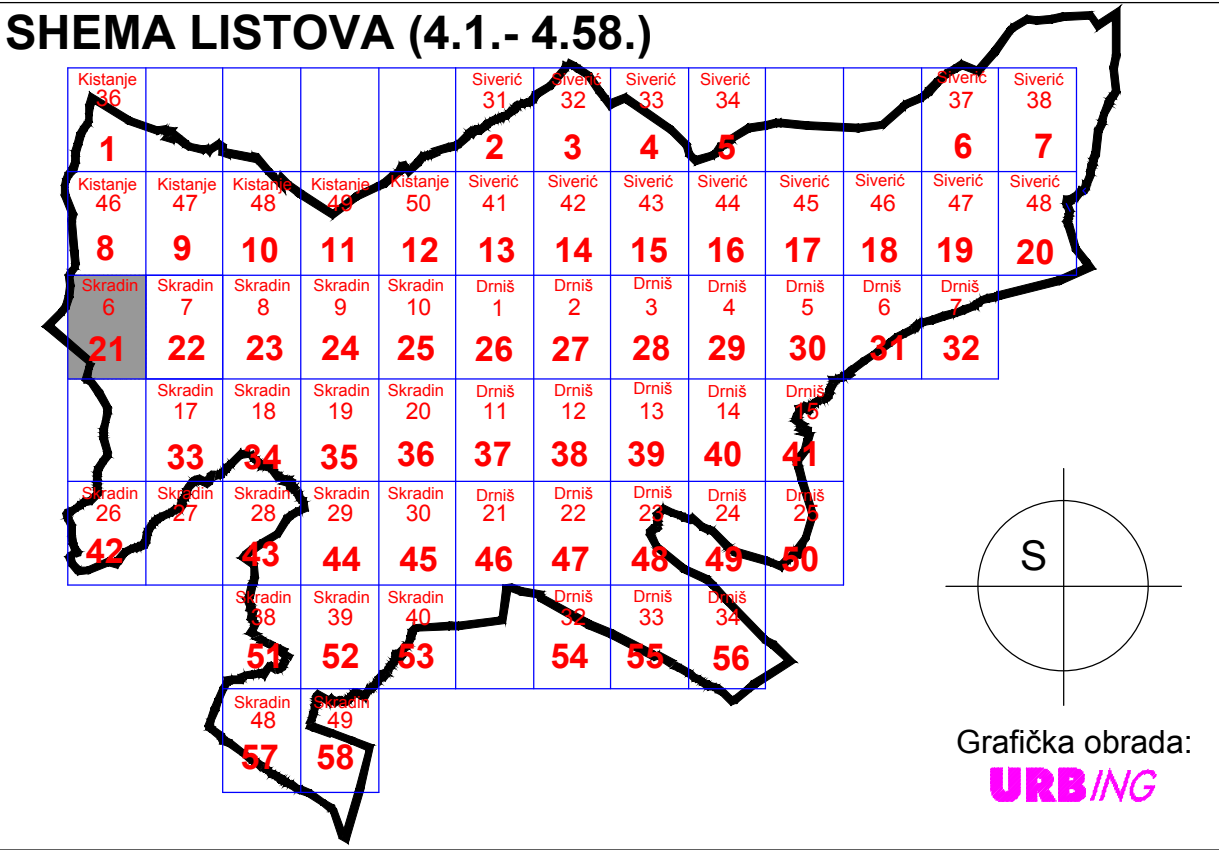 SHEMA LISTOVA (4.1.- 4.58.)
Kistanje Siverić Siverić Siverić Siverić Siverić Siverić
36 31 32 33 34 37 38
1 2 3 4 5 6 7
Kistanje Kistanje Kistanje Kistanje Kistanje Siverić Siverić Siverić Siverić Siverić Siverić Siverić Siverić
46 47 48 49 50 41 42 43 44 45 46 47 48
8 9 10 11 12 13 14 15 16 17 18 19 20
Skradin Skradin Skradin Skradin Skradin Drniš Drniš Drniš Drniš Drniš Drniš Drniš
6 7 8 9 10 1 2 3 4 5 6 7
21 22 23 24 25 26 27 28 29 30 31 32
Skradin Skradin Skradin Skradin Drniš Drniš Drniš Drniš Drniš
17 18 19 20 11 12 13 14 15
33 34 35 36 37 38 39 40 41
Skradin Skradin Skradin Skradin Skradin Drniš Drniš Drniš Drniš Drniš
26 27 28 29 30 21 22 23 24 25
42 43 44 45 46 47 48 49 50
Skradin Skradin Skradin Drniš Drniš Drniš
38 39 40 32 33 34
51 52 53 54 55 56
Skradin Skradin
48 49
57 58
S
Grafička obrada:
URBING